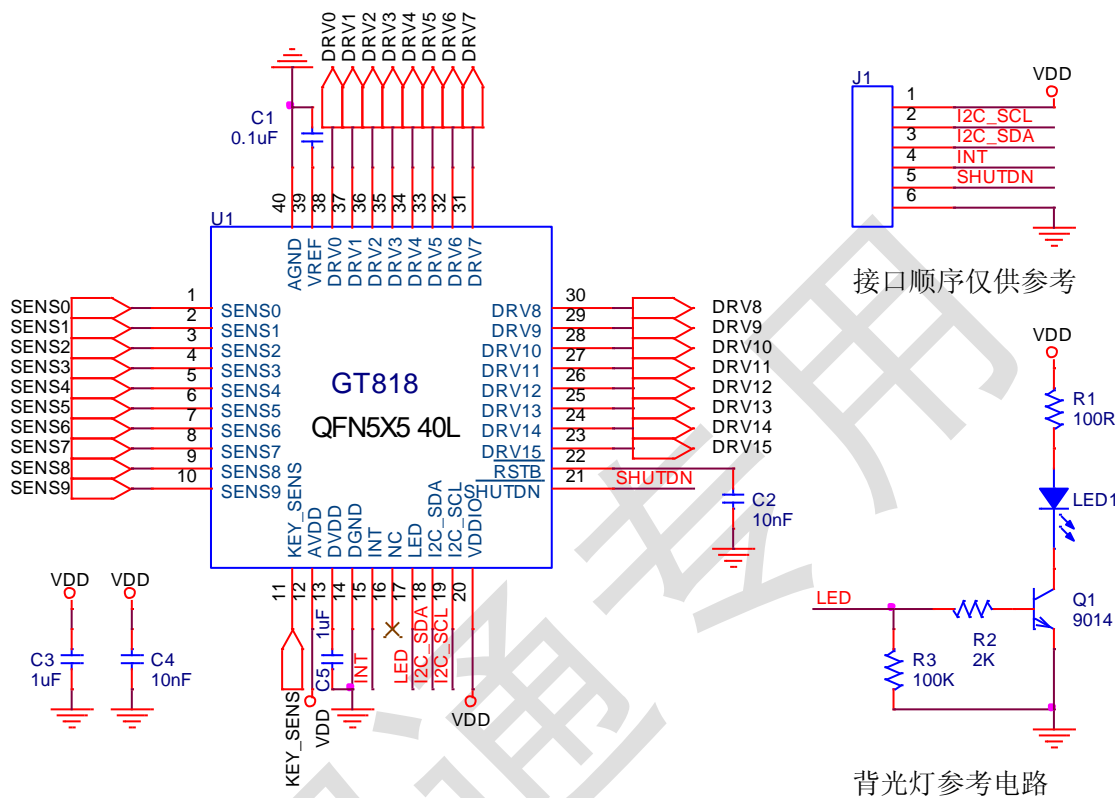 DRV0
DRV1
DRV2
DRV3
DRV4
DRV5
DRV6
DRV7
C1
0.1uF
40
39
38
37
36
35
34
33
32
31
U1
AGND
VREF
DRV0
DRV1
DRV2
DRV3
DRV4
DRV5
DRV6
DRV7
SENS0 1 SENS0
SENS1 2 SENS1
SENS2 3 SENS2
SENS3 4 SENS3
SENS4 5 SENS4
SENS5 6 SENS5
SENS6 7 SENS6
SENS7 8 SENS7
SENS8 9 SENS8
SENS9 10 SENS9
GT818
QFN5X5 40L
DRV8 30 DRV8
DRV9 29 DRV9
DRV10 28 DRV10
DRV11 27 DRV11
DRV12 26 DRV12
DRV13 25 DRV13
DRV14 24 DRV14
DRV15 23 DRV15
RSTB 22
SHUTDN 21 SHUTDN
C2
10nF
KEY_SENS
AVDD
DVDD
DGND
INT
NC
LED
I2C_SDA
I2C_SCL
VDDIO
11
12
13
14
15
16
17
18
19
20
KEY_SENS
VDD
C5 1uF
INT
LED
I2C_SDA
I2C_SCL
VDD
VDD
C3
1uF
VDD
C4
10nF
J1
VDD
1
2 I2C_SCL
3 I2C_SDA
4 INT
5 SHUTDN
6
接口顺序仅供参考
VDD
R1
100R
LED1
LED
R2
2K
Q1
9014
R3
100K
背光灯参考电路
通专用